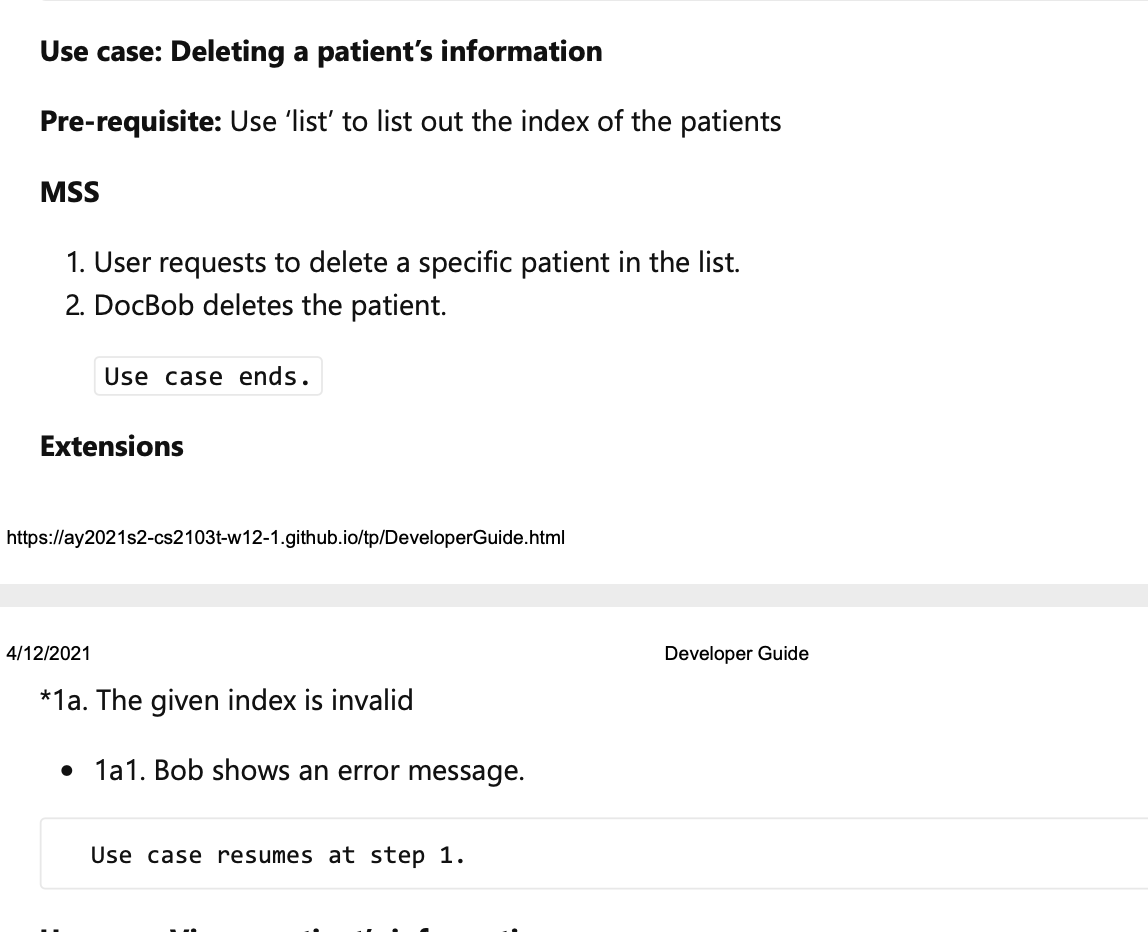 Use case: Deleting a patient’s information
Pre-requisite: Use ‘list’ to list out the index of the patients
MSS
1. User requests to delete a specific patient in the list.
2. DocBob deletes the patient.
Use case ends.
Extensions
https://ay2021s2-cs2103t-w12-1.github.io/tp/DeveloperGuide.html
4/12/2021 Developer Guide
*1a. The given index is invalid
• 1a1. Bob shows an error message.
Use case resumes at step 1.